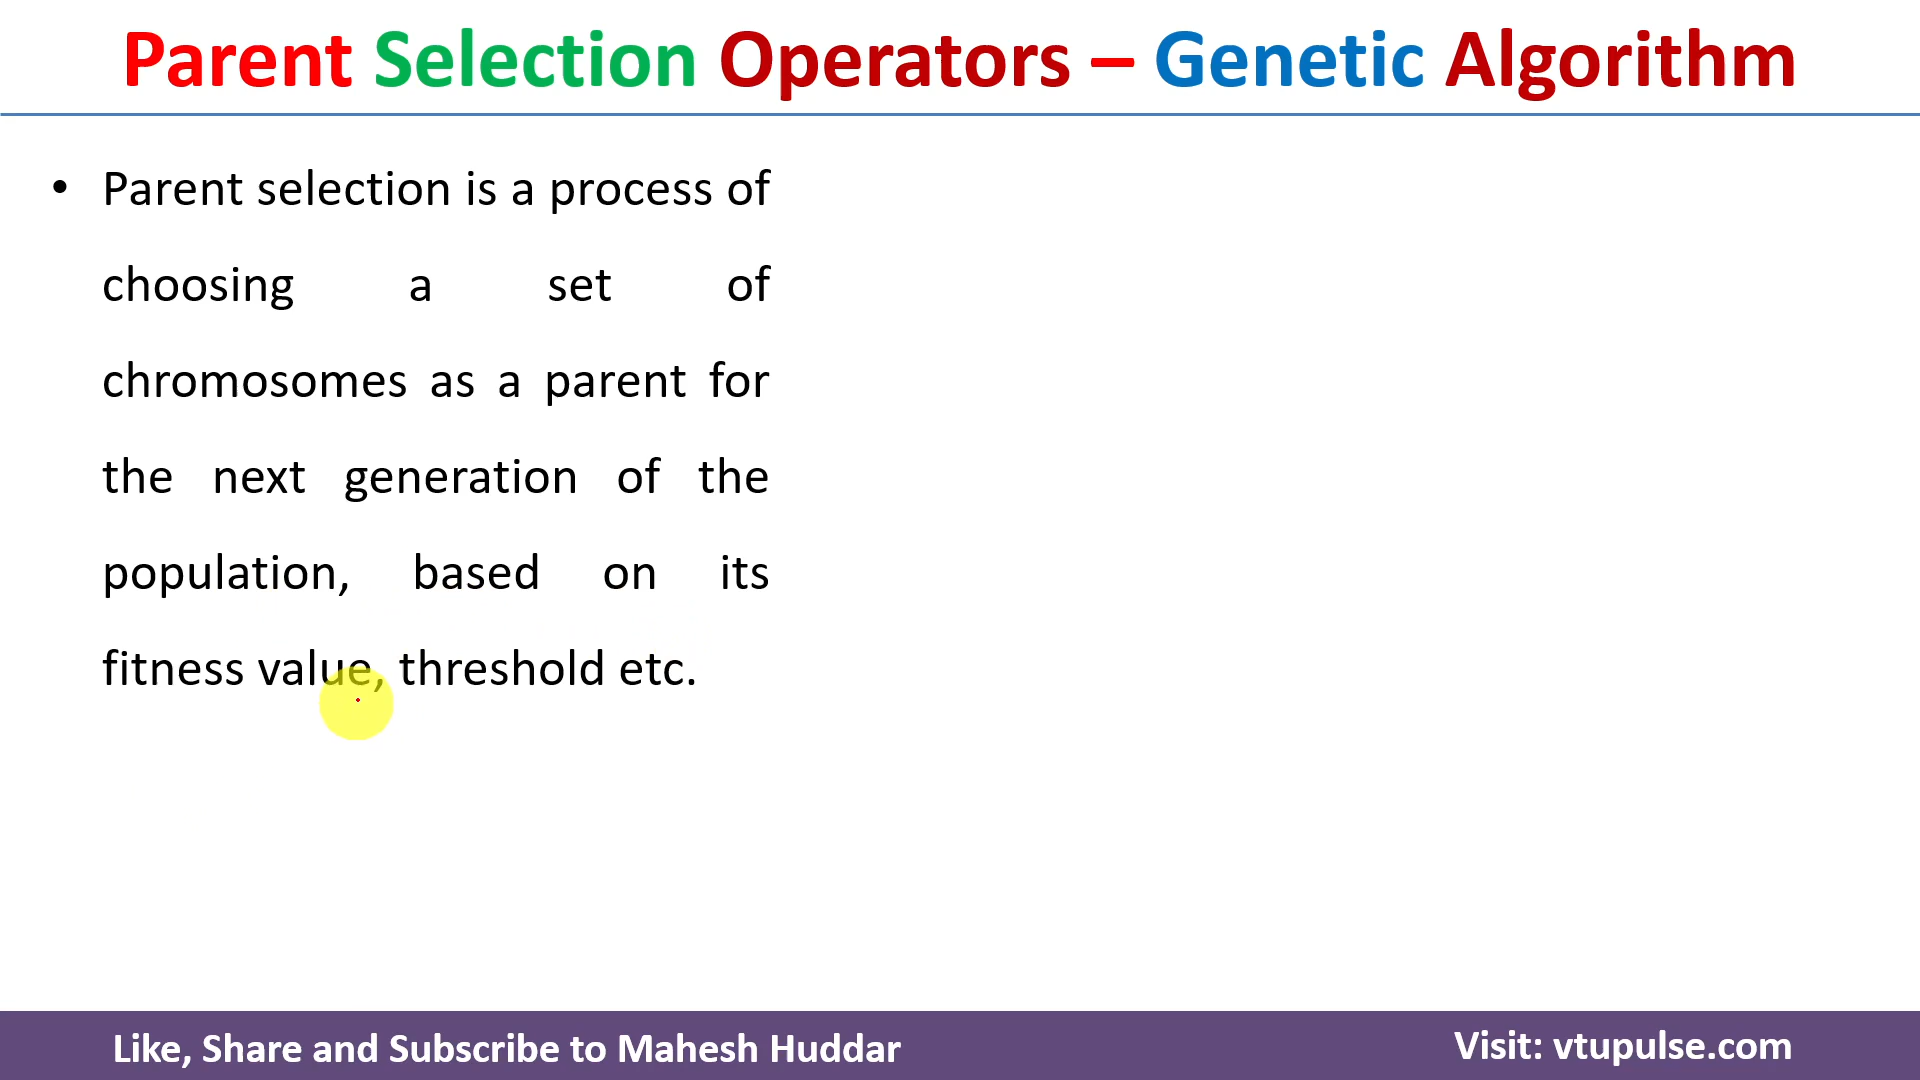 Parent Selection Operators – Genetic Algorithm
• Parent selection is a process of
choosing a set of
chromosomes as a parent for
the next generation of the
population, based on its
fitness value, threshold etc.
Like, Share and Subscribe to Mahesh Huddar
Visit: vtupulse.com